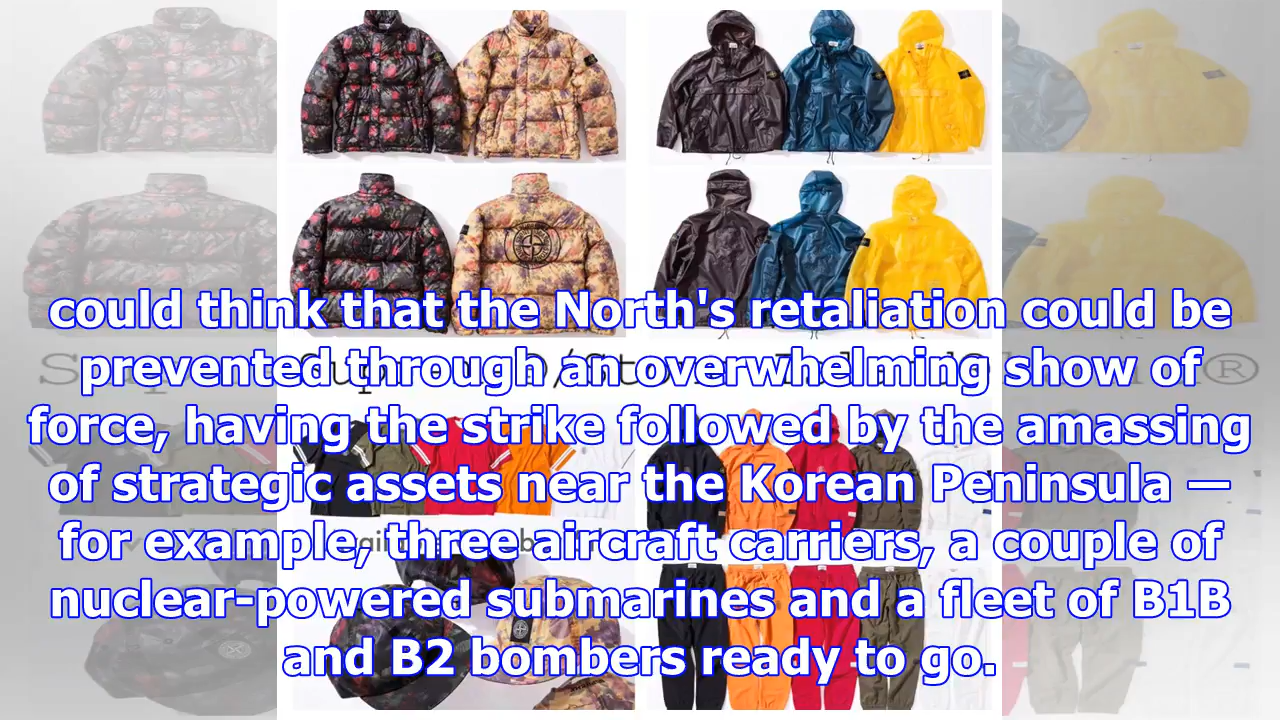 could think that the North's retaliation could be
prevented through an overwhelming show of
force, having the strike followed by the amassing
of strategic assets near the Korean Peninsula —
for example, three aircraft carriers, a couple of
nuclear-powered submarines and a fleet of B1B
and B2 bombers ready to go.